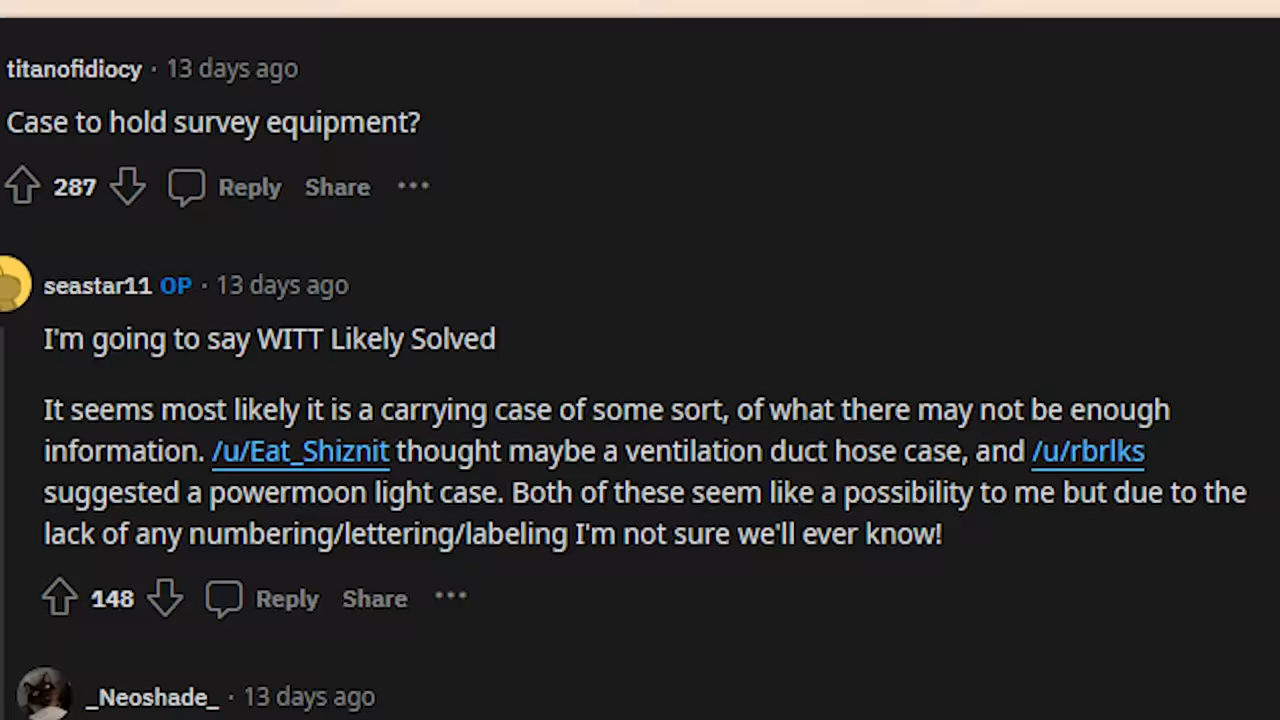 titanofidiocy · 13 days ago
Case to hold survey equipment?
287 Reply Share ···
seastar11 OP · 13 days ago
I'm going to say WITT Likely Solved
It seems most likely it is a carrying case of some sort, of what there may not be enough
information. /u/Eat_Shiznit thought maybe a ventilation duct hose case, and /u/rbrlks
suggested a powermoon light case. Both of these seem like a possibility to me but due to the
lack of any numbering/lettering/labeling I'm not sure we'll ever know!
148 Reply Share ···
_Neoshade_ · 13 days ago